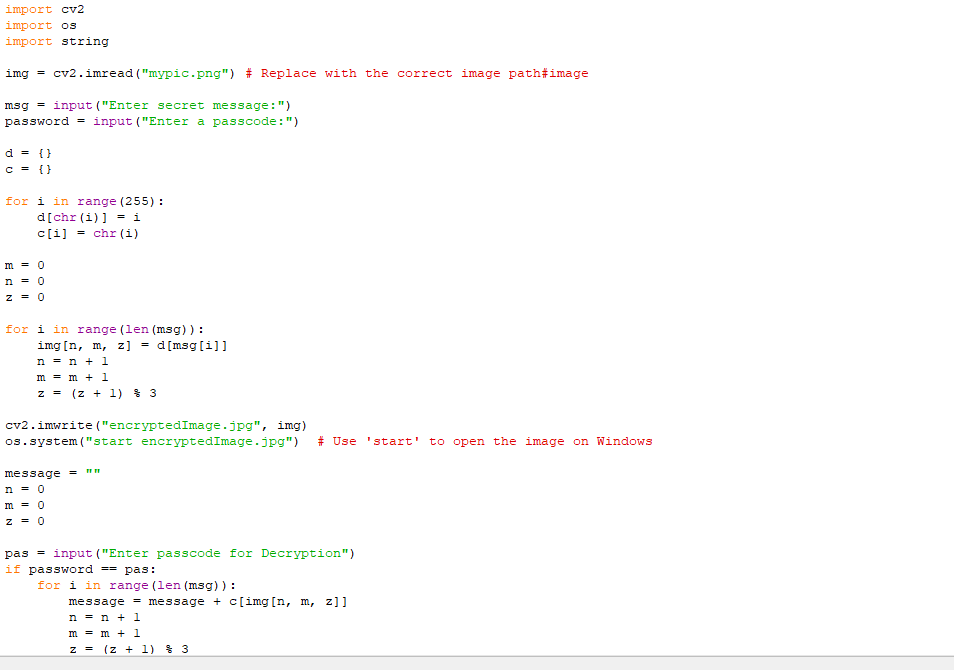 import cv2
import os
import string
img = cv2.imread("mypic.png") # Replace with the correct image path#image
msg = input("Enter secret message:")
password = input("Enter a passcode:")
d = {}
c = {}
for i in range(255):
    d[chr(i)] = i
    c[i] = chr(i)
m = 0
n = 0
z = 0
for i in range(len(msg)):
    img[n, m, z] = d[msg[i]]
    n = n + 1
    m = m + 1
    z = (z + 1) % 3
cv2.imwrite("encryptedImage.jpg", img)
os.system("start encryptedImage.jpg")  # Use 'start' to open the image on Windows
message = ""
n = 0
m = 0
z = 0
pas = input("Enter passcode for Decryption")
if password == pas:
    for i in range(len(msg)):
        message = message + c[img[n, m, z]]
        n = n + 1
        m = m + 1
        z = (z + 1) % 3